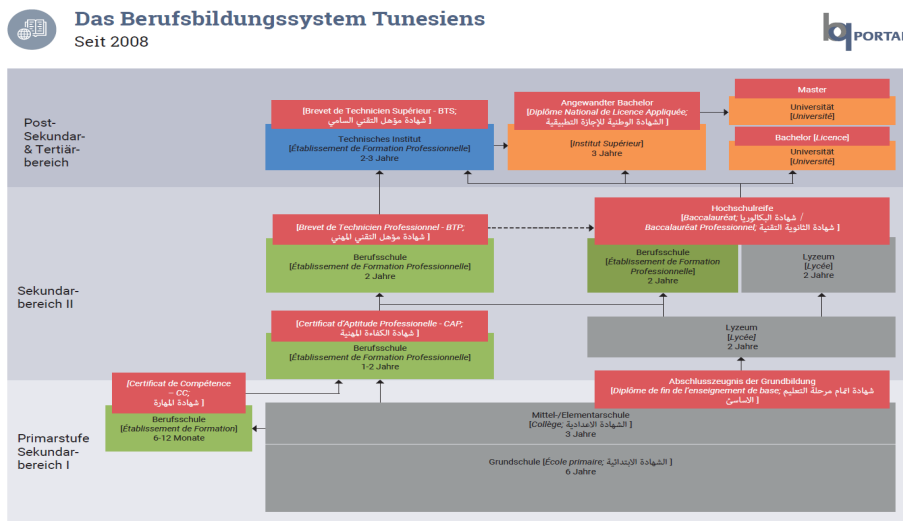 Das Berufsbildungssystem Tunesiens
Seit 2008
bq PORTAL
Post-
Sekundar-
& Tertiär-
bereich
[Brevet de Technicien Supérieur - BTS;
شهادة مؤهل التقني السامي ]
Technisches Institut
[Établissement de Formation Professionelle]
2-3 Jahre
Angewandter Bachelor
[Diplôme National de Licence Appliquée;
الشهادة الوطنية للإجازة التطبيقية ]
[Institut Supérieur]
3 Jahre
Master
Universität
[Université]
Bachelor [Licence]
Universität
[Université]
Sekundar-
bereich II
[Brevet de Technicien Professionnel - BTP;
شهادة مؤهل التقني المهني ]
Berufsschule
[Établissement de Formation Professionelle]
2 Jahre
Hochschulreife
[Baccalauréat; شهادة البكالوريا /
Baccalauréat Professionnel; شهادة الثانوية التقنية ]
Berufsschule
[Établissement de Formation
Professionelle]
2 Jahre
Lyzeum
[Lycée]
2 Jahre
[Certificat d'Aptitude Professionelle - CAP;
شهادة الكفاءة المهنية ]
Berufsschule
[Établissement de Formation Professionelle]
1-2 Jahre
Lyzeum
[Lycée]
2 Jahre
Primarstufe
Sekundar-
bereich I
[Certificat de Compétence
– CC;
شهادة المهارة ]
Berufsschule
[Établissement de Formation]
6-12 Monate
Abschlusszeugnis der Grundbildung
[Diplôme de fin de l'enseignement de base; شهادة اتمام مرحلة التعليم
الاساسي ]
Mittel-/Elementarschule
[Collège; الشهادة الاعدادية ]
3 Jahre
Grundschule [École primaire; الشهادة الابتدائية ]
6 Jahre